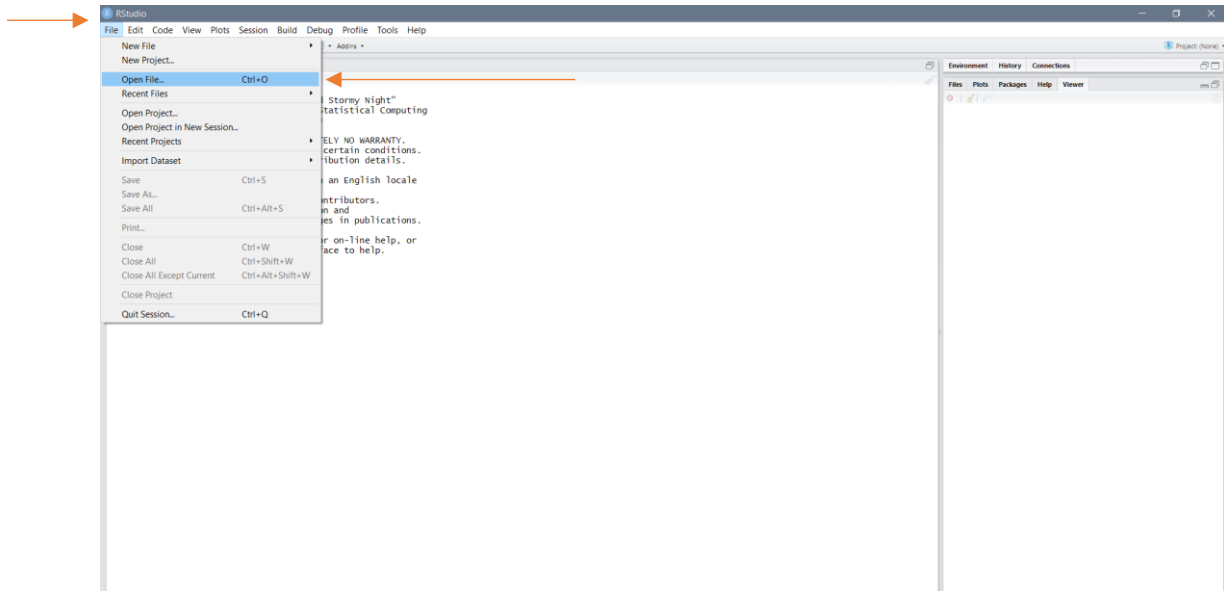 RStudio
File Edit Code View Plots Session Build Debug Profile Tools Help
New File
Addins
Project: (None)
New Project...
Environment History Connections
Open File... Ctrl+O
Files Plots Packages Help Viewer
Recent Files
Stormy Night"
Open Project...
Statistical Computing
Open Project in New Session...
Recent Projects
ELY NO WARRANTY.
certain conditions.
Import Dataset
ribution details.
Save Ctrl+S
an English locale
Save As...
ntributors.
Save All Ctrl+Alt+S
n and
es in publications.
Print...
r on-line help, or
Close Ctrl+W
ace to help.
Close All Ctrl+Shift+W
Close All Except Current Ctrl+Alt+Shift+W
Close Project
Quit Session... Ctrl+Q